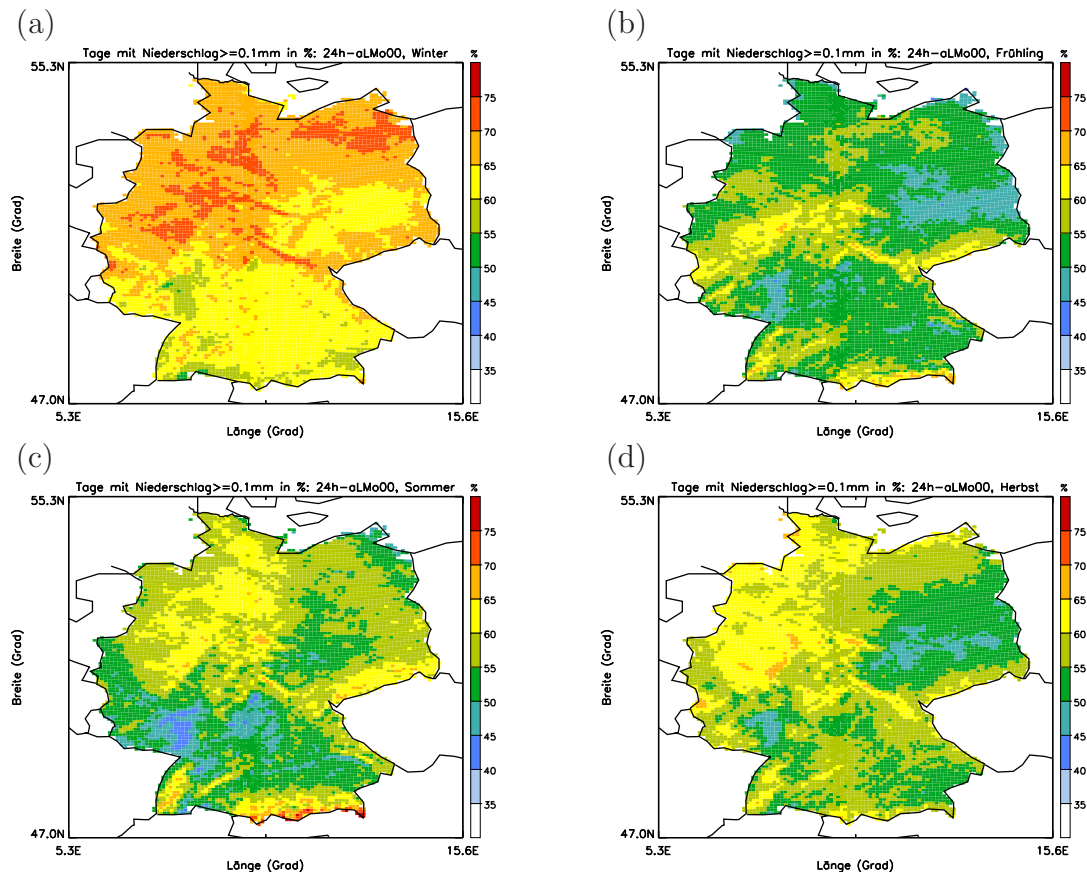 (a)
Tage mit Niederschlag>=0.1mm in %: 24h-aLMo00, Winter
%
55.3N
75
70
65
60
55
50
45
40
35
Breite (Grad)
47.0N
5.3E
15.6E
Länge (Grad)
(b)
Tage mit Niederschlag>=0.1mm in %: 24h-aLMo00, Frühling
%
55.3N
75
70
65
60
55
50
45
40
35
Breite (Grad)
47.0N
5.3E
15.6E
Länge (Grad)
(c)
Tage mit Niederschlag>=0.1mm in %: 24h-aLMo00, Sommer
%
55.3N
75
70
65
60
55
50
45
40
35
Breite (Grad)
47.0N
5.3E
15.6E
Länge (Grad)
(d)
Tage mit Niederschlag>=0.1mm in %: 24h-aLMo00, Herbst
%
55.3N
75
70
65
60
55
50
45
40
35
Breite (Grad)
47.0N
5.3E
15.6E
Länge (Grad)